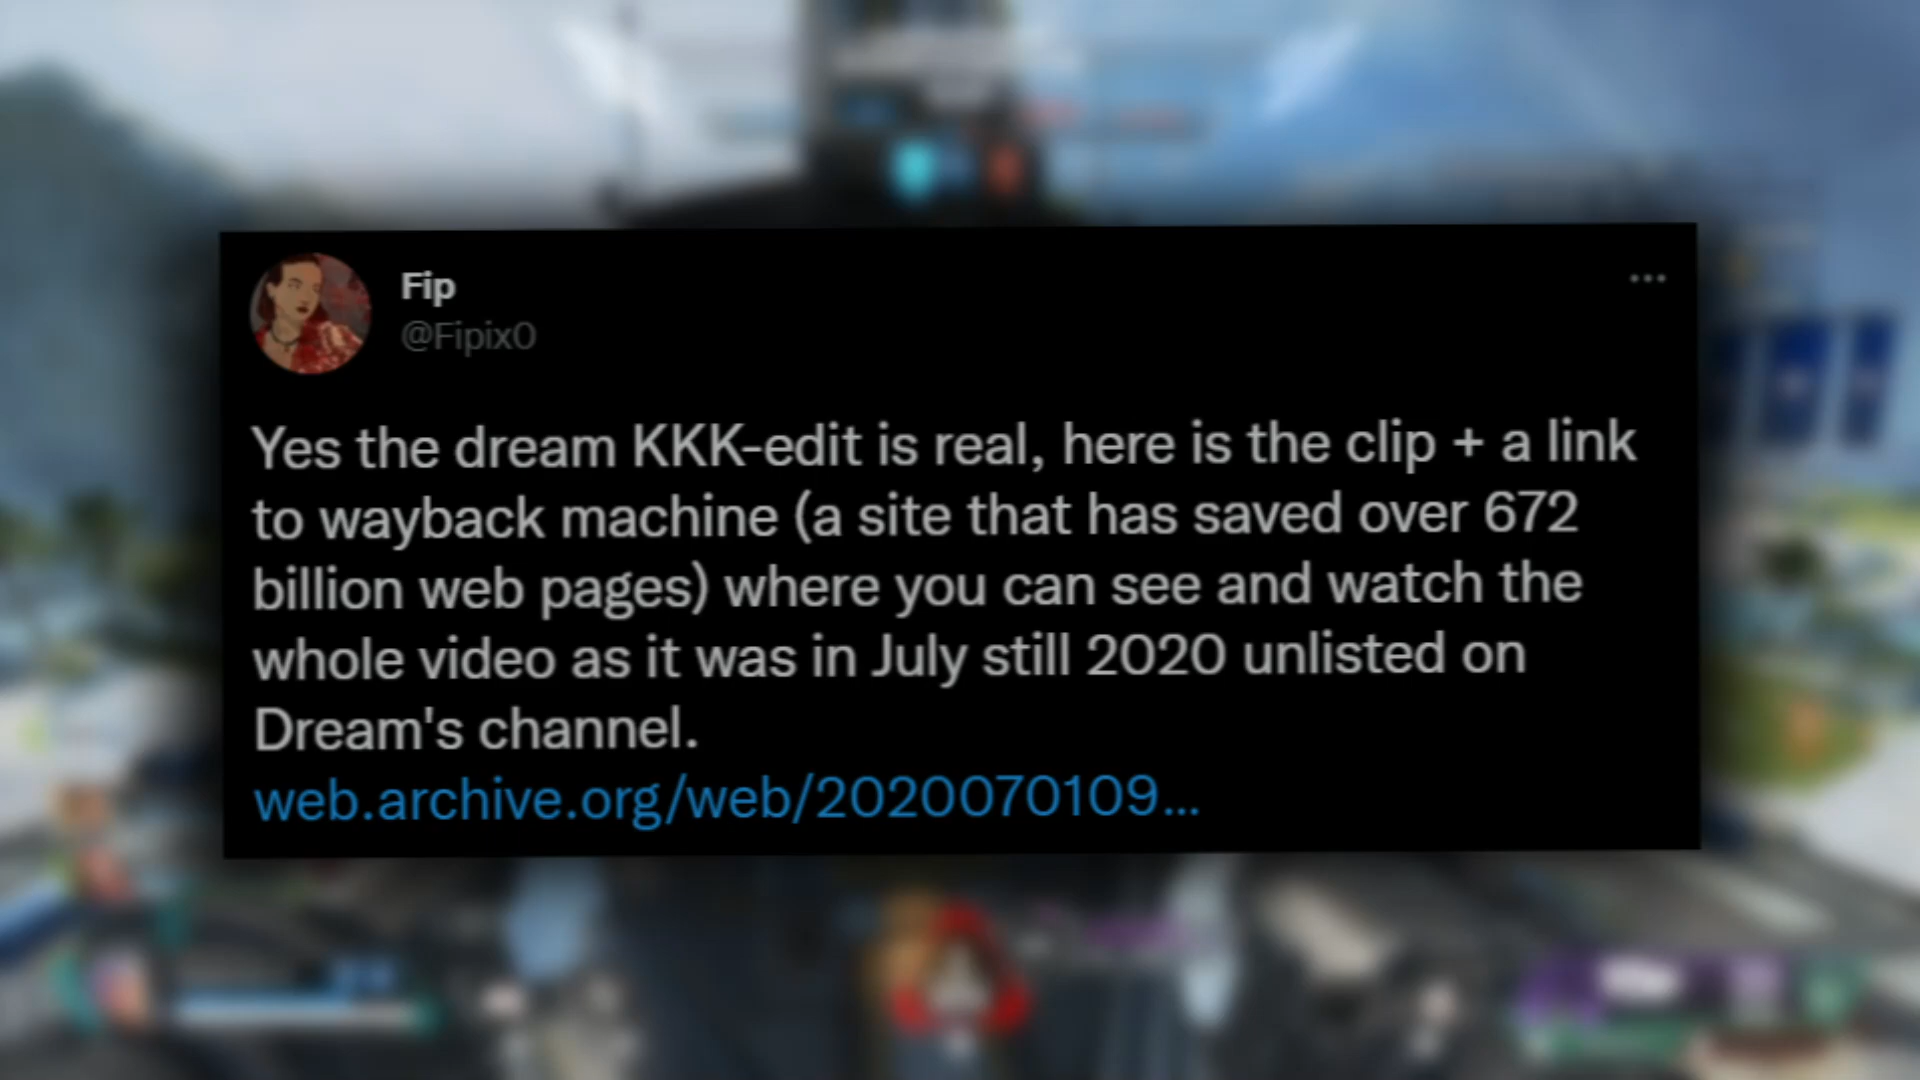 Fip
@Fipix0
Yes the dream KKK-edit is real, here is the clip + a link
to wayback machine (a site that has saved over 672
billion web pages) where you can see and watch the
whole video as it was in July still 2020 unlisted on
Dream's channel.
web.archive.org/web/2020070109...